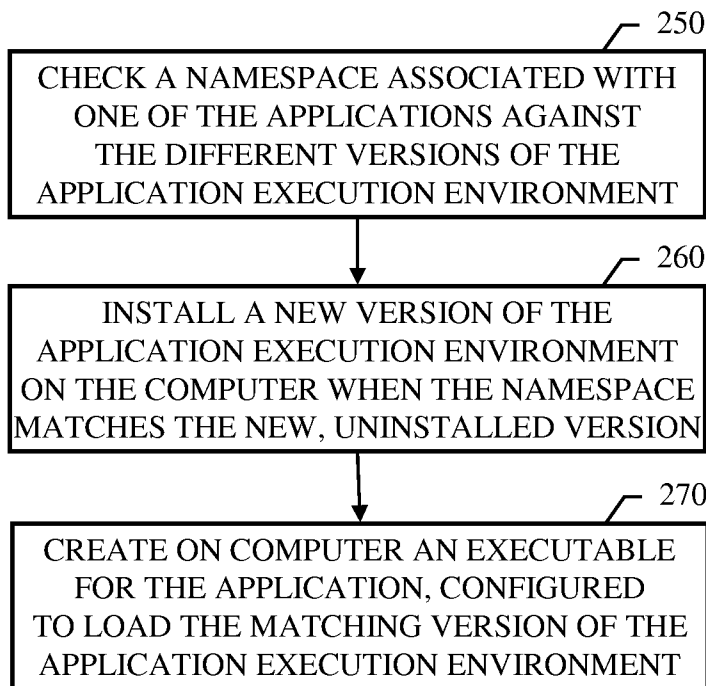 250
CHECK A NAMESPACE ASSOCIATED WITH
ONE OF THE APPLICATIONS AGAINST
THE DIFFERENT VERSIONS OF THE
APPLICATION EXECUTION ENVIRONMENT
260
INSTALL A NEW VERSION OF THE
APPLICATION EXECUTION ENVIRONMENT
ON THE COMPUTER WHEN THE NAMESPACE
MATCHES THE NEW, UNINSTALLED VERSION
270
CREATE ON COMPUTER AN EXECUTABLE
FOR THE APPLICATION, CONFIGURED
TO LOAD THE MATCHING VERSION OF THE
APPLICATION EXECUTION ENVIRONMENT